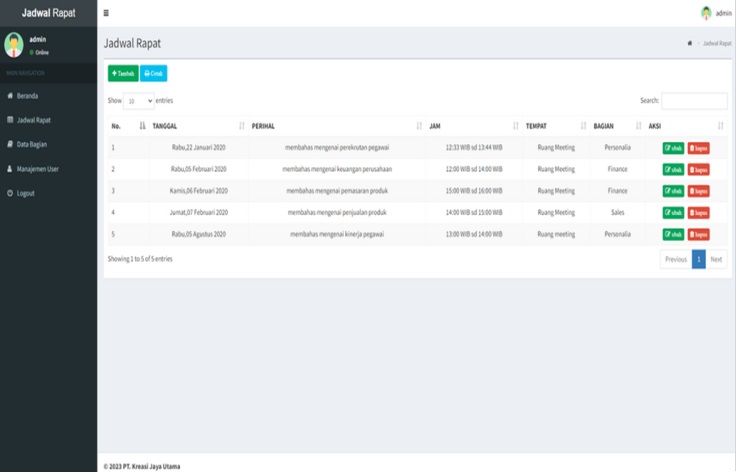 Jadwal Rapat
admin
admin
Online
MAIN NAVIGATION
Beranda
Jadwal Rapat
Data Bagian
Manajemen User
Logout
Jadwal Rapat
Jadwal Rapat
Tambah Cetak
Show 10 entries
Search:
No. TANGGAL PERIHAL JAM TEMPAT BAGIAN AKSI
1 Rabu,22 Januari 2020 membahas mengenai perekrutan pegawai 12:33 WIB sd 13:44 WIB Ruang Meeting Personalia ubah hapus
2 Rabu,05 Februari 2020 membahas mengenai keuangan perusahaan 12:00 WIB sd 14:00 WIB Ruang Meeting Finance ubah hapus
3 Kamis,06 Februari 2020 membahas mengenai pemasaran produk 15:00 WIB sd 16:00 WIB Ruang Meeting Finance ubah hapus
4 Jumat,07 Februari 2020 membahas mengenai penjualan produk 14:00 WIB sd 15:00 WIB Ruang Meeting Sales ubah hapus
5 Rabu,05 Agustus 2020 membahas mengenai kinerja pegawai 13:00 WIB sd 14:00 WIB Ruang meeting Personalia ubah hapus
Showing 1 to 5 of 5 entries
Previous 1 Next
© 2023 PT. Kreasi Jaya Utama